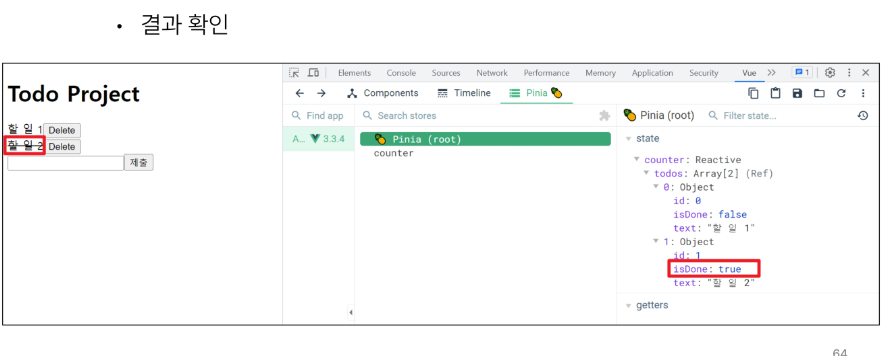 • 결과 확인
Todo Project
할 일 1 Delete
할 일 2 Delete
제출
Elements Console Sources Network Performance Memory Application Security Vue >> 1
Components Timeline Pinia
Find app Search stores
A... 3.3.4 Pinia (root)
counter
Pinia (root) Filter state...
state
counter: Reactive
todos: Array[2] (Ref)
0: Object
id: 0
isDone: false
text: "할 일 1"
1: Object
id: 1
isDone: true
text: "할 일 2"
getters
64